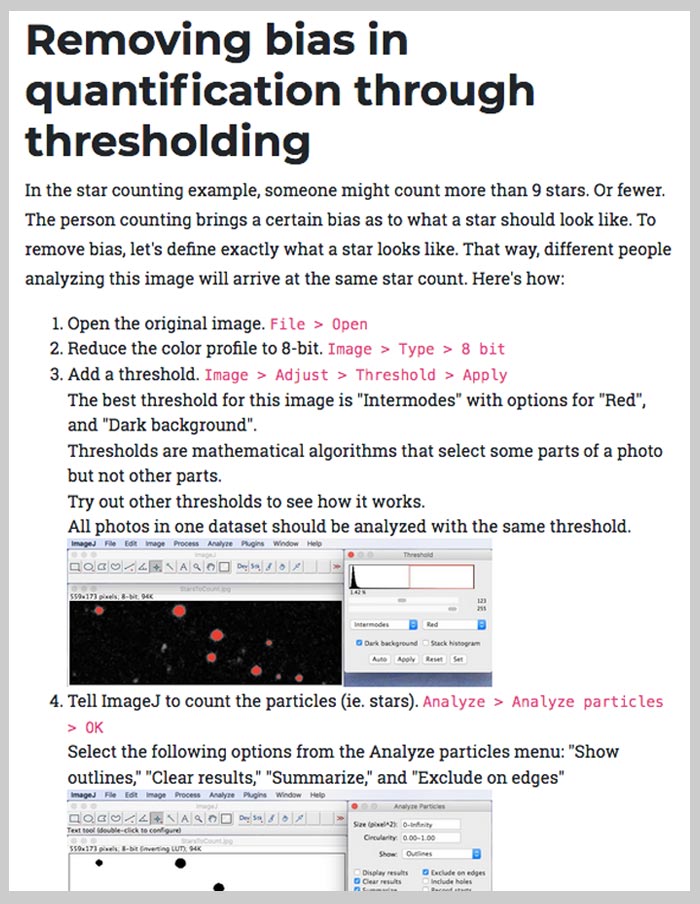 Removing bias in
quantification through
thresholding
In the star counting example, someone might count more than 9 stars. Or fewer.
The person counting brings a certain bias as to what a star should look like. To
remove bias, let's define exactly what a star looks like. That way, different people
analyzing this image will arrive at the same star count. Here's how:
1. Open the original image. File > Open
2. Reduce the color profile to 8-bit. Image > Type > 8 bit
3. Add a threshold. Image > Adjust > Threshold > Apply
The best threshold for this image is "Intermodes" with options for "Red",
and "Dark background".
Thresholds are mathematical algorithms that select some parts of a photo
but not other parts.
Try out other thresholds to see how it works.
All photos in one dataset should be analyzed with the same threshold.
ImageJ File Edit Image Process Analyze Plugins Window Help
ImageJ
Dev Stk
StarsToCount.jpg
559x173 pixels; 8-bit; 94K
Threshold
1.42 %
123
255
Intermodes Red
Dark background Stack histogram
Auto Apply Reset Set
4. Tell ImageJ to count the particles (ie. stars). Analyze > Analyze particles
> OK
Select the following options from the Analyze particles menu: "Show
outlines," "Clear results," "Summarize," and "Exclude on edges"
ImageJ File Edit Image Process Analyze Plugins Window Help
ImageJ
Dev Stk
Text tool (double-click to configure)
StarsToCount.jpg
559x173 pixels; 8-bit (inverting LUT); 94K
Analyze Particles
Size (pixel^2): 0-Infinity
Circularity: 0.00-1.00
Show: Outlines
Display results Exclude on edges
Clear results Include holes
Summarize Record starts